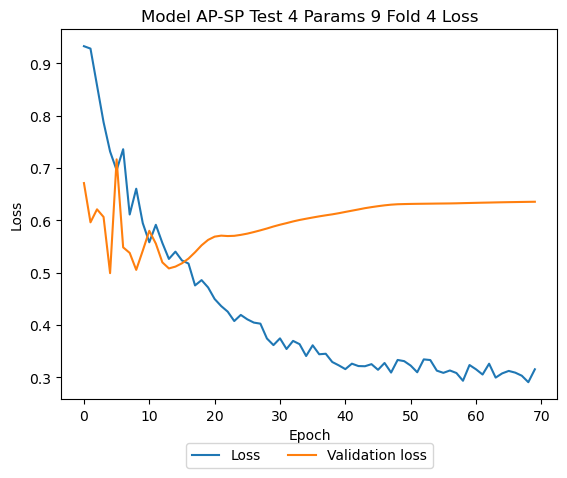 Model AP-SP Test 4 Params 9 Fold 4 Loss
Loss
0.9
0.8
0.7
0.6
0.5
0.4
0.3
0 10 20 30 40 50 60 70
Epoch
Loss Validation loss